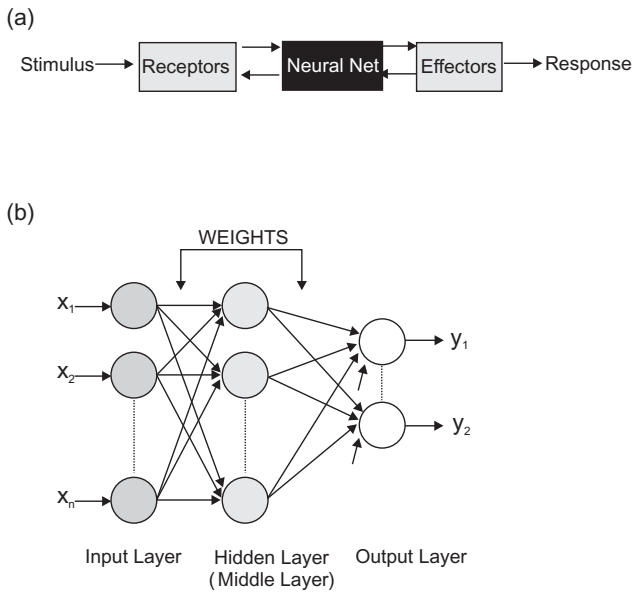 (a)
Stimulus Receptors Neural Net Effectors Response
(b)
WEIGHTS
x1
y1
x2
y2
xn
Input Layer Hidden Layer Output Layer
(Middle Layer)